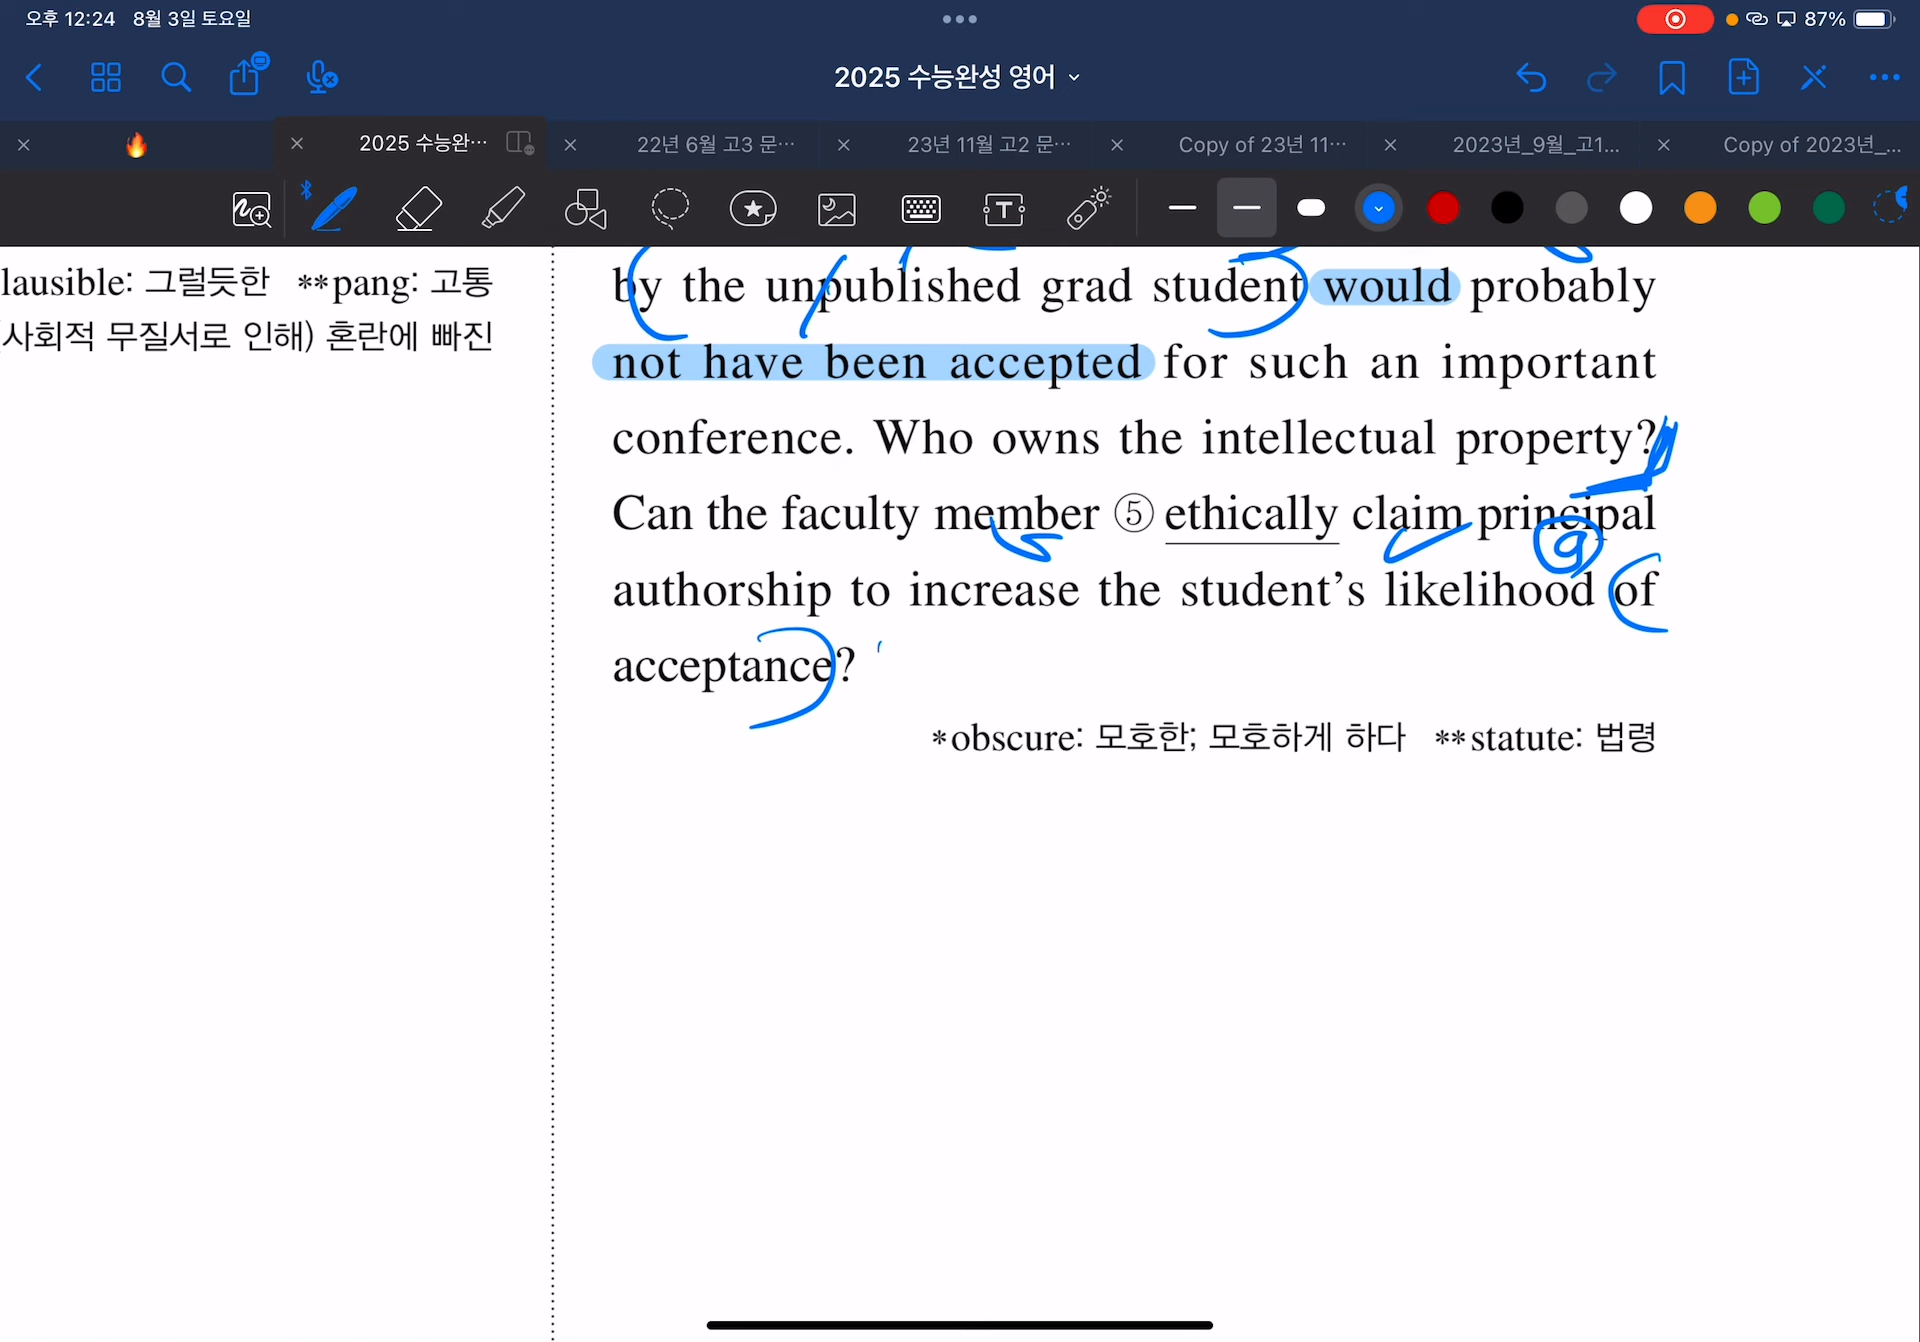 오후 12:24 8월 3일 토요일
87%
2025 수능완성 영어
2025 수능완…
22년 6월 고3 문…
23년 11월 고2 문…
Copy of 23년 11…
2023년_9월_고1...
Copy of 2023년_...
lausible: 그럴듯한 **pang: 고통
사회적 무질서로 인해) 혼란에 빠진
by the unpublished grad student would probably
not have been accepted for such an important
conference. Who owns the intellectual property?
Can the faculty member ⑤ ethically claim principal
a
authorship to increase the student's likelihood of
acceptance?
*obscure: 모호한; 모호하게 하다 **statute: 법령